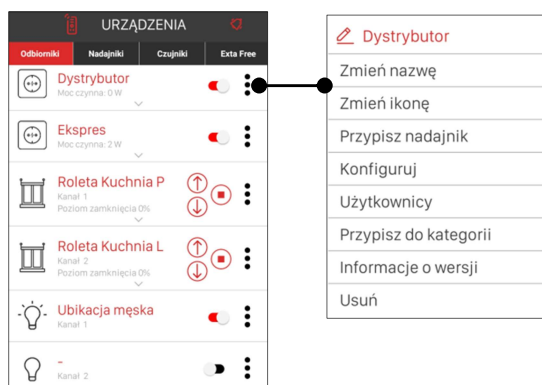 URZĄDZENIA
Odbiorniki Nadajniki Czujniki Exta Free
Dystrybutor
Moc czynna: 0 W
Ekspres
Moc czynna: 2 W
Roleta Kuchnia P
Kanał 1
Poziom zamknięcia 0%
Roleta Kuchnia L
Kanał 2
Poziom zamknięcia 0%
Ubikacja męska
Kanał 1
-
Kanał 2
Dystrybutor
Zmień nazwę
Zmień ikonę
Przypisz nadajnik
Konfiguruj
Użytkownicy
Przypisz do kategorii
Informacje o wersji
Usuń